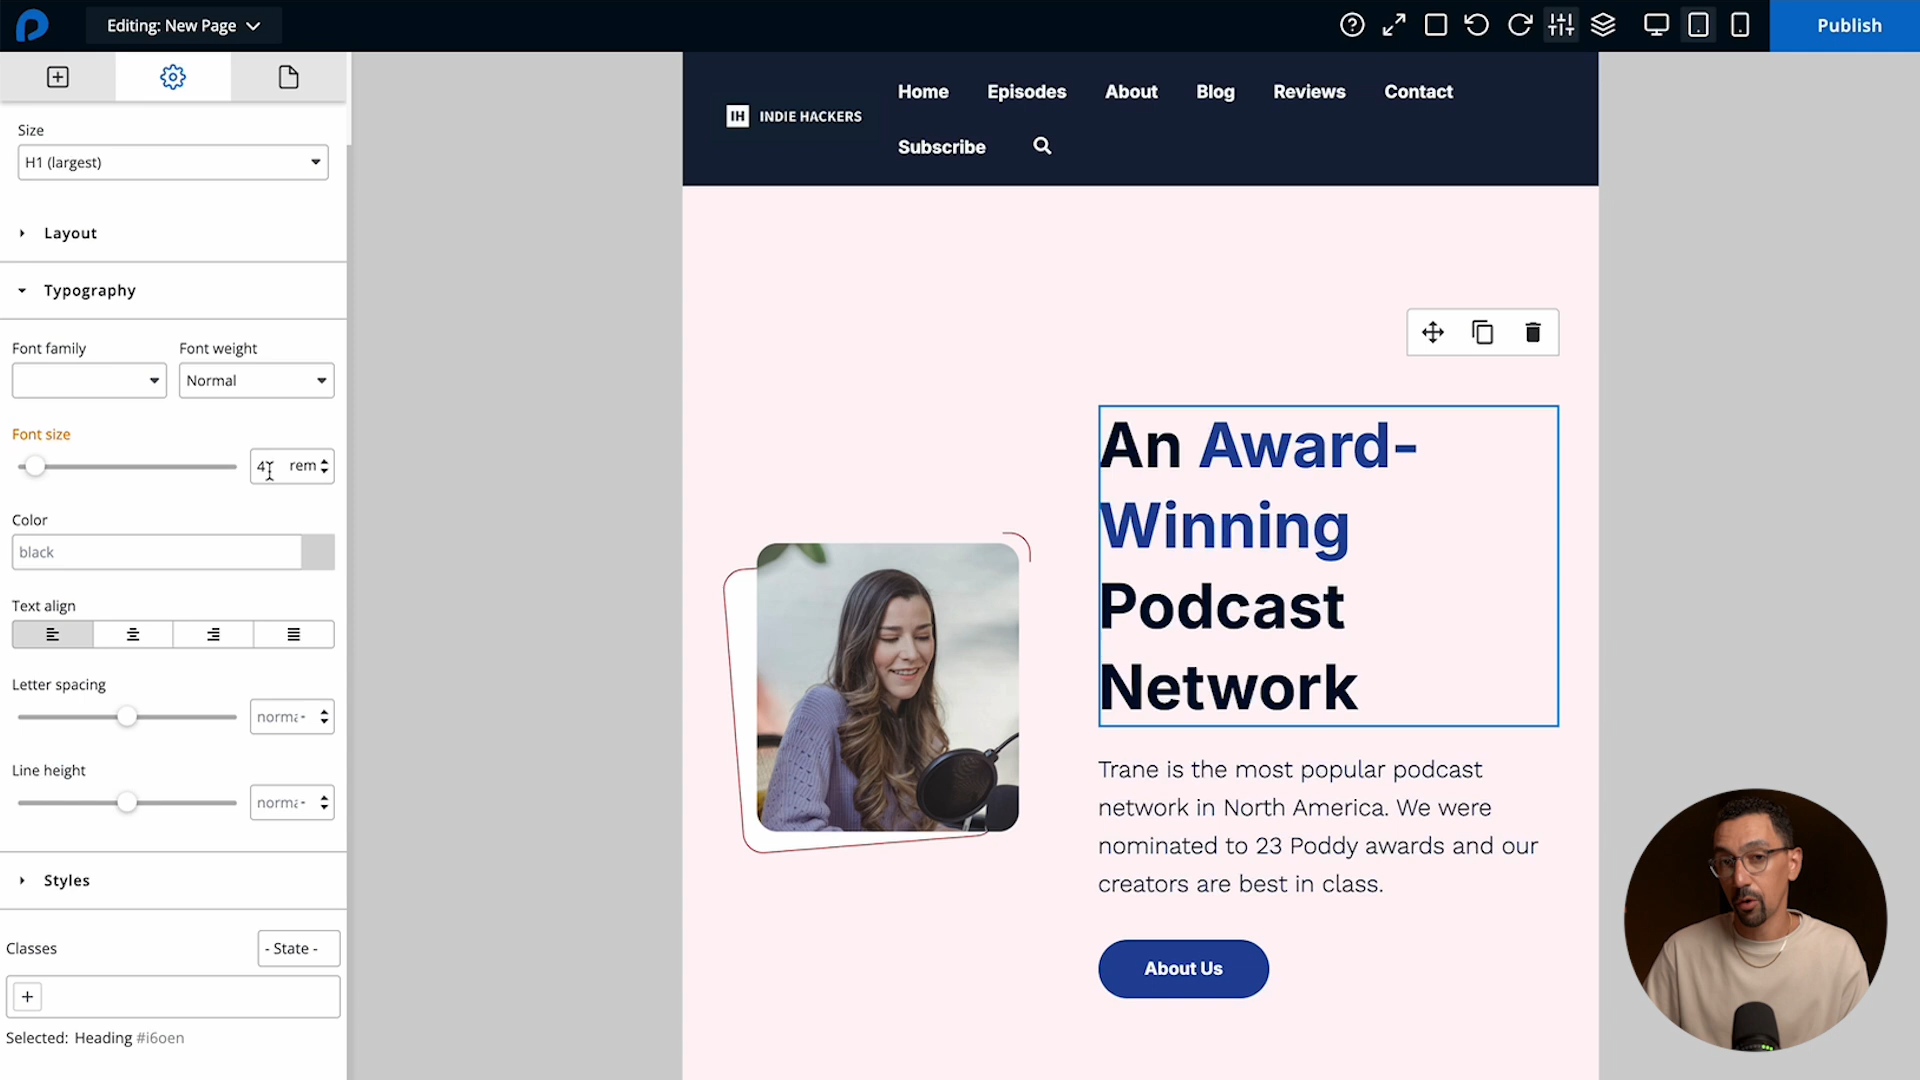 Editing: New Page
Publish
Size
H1 (largest)
Layout
Typography
Font family
Font weight
Normal
Font size
4
rem
Color
black
Text align
Letter spacing
norma-
Line height
norma-
Styles
Classes
- State -
+
Selected: Heading #i6oen
IH INDIE HACKERS
Home
Episodes
About
Blog
Reviews
Contact
Subscribe
An Award-
Winning
Podcast
Network
Trane is the most popular podcast
network in North America. We were
nominated to 23 Poddy awards and our
creators are best in class.
About Us